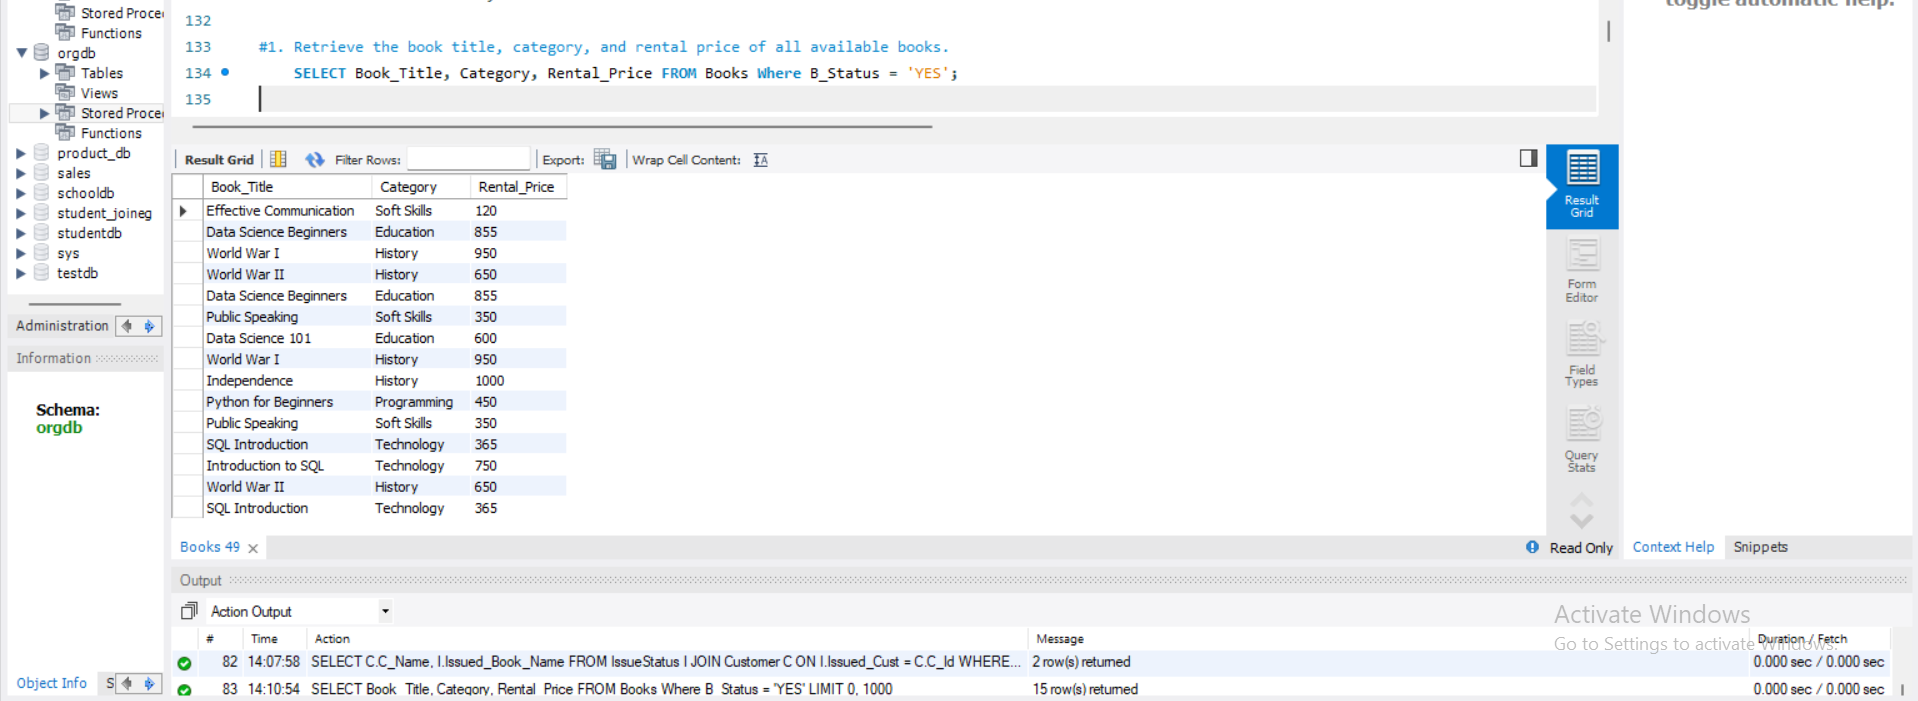 toggle automatic help.
Stored Proce
Functions
orgdb
Tables
Views
Stored Proce
Functions
product_db
sales
schooldb
student_joineg
studentdb
sys
testdb
Administration
Information
Schema:
orgdb
Object Info S
132
133 #1. Retrieve the book title, category, and rental price of all available books.
134 SELECT Book_Title, Category, Rental_Price FROM Books Where B_Status = 'YES';
135
Result Grid Filter Rows: Export: Wrap Cell Content:
Book_Title Category Rental_Price
Effective Communication Soft Skills 120
Data Science Beginners Education 855
World War I History 950
World War II History 650
Data Science Beginners Education 855
Public Speaking Soft Skills 350
Data Science 101 Education 600
World War I History 950
Independence History 1000
Python for Beginners Programming 450
Public Speaking Soft Skills 350
SQL Introduction Technology 365
Introduction to SQL Technology 750
World War II History 650
SQL Introduction Technology 365
Result
Grid
Form
Editor
Field
Types
Query
Stats
Books 49 Read Only Context Help Snippets
Output
Action Output
# Time Action Message Duration / Fetch
82 14:07:58 SELECT C.C_Name, I.Issued_Book_Name FROM IssueStatus I JOIN Customer C ON I.Issued_Cust = C.C_Id WHERE... 2 row(s) returned 0.000 sec / 0.000 sec
83 14:10:54 SELECT Book_Title, Category, Rental_Price FROM Books Where B_Status = 'YES' LIMIT 0, 1000 15 row(s) returned 0.000 sec / 0.000 sec
Activate Windows
Go to Settings to activate Windows.